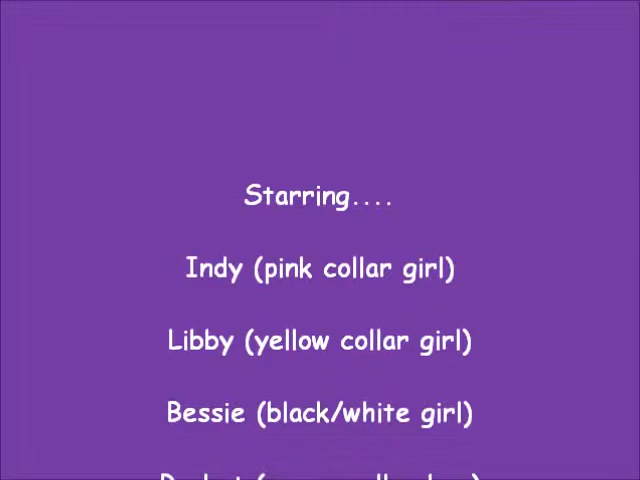 Starring....
Indy (pink collar girl)
Libby (yellow collar girl)
Bessie (black/white girl)